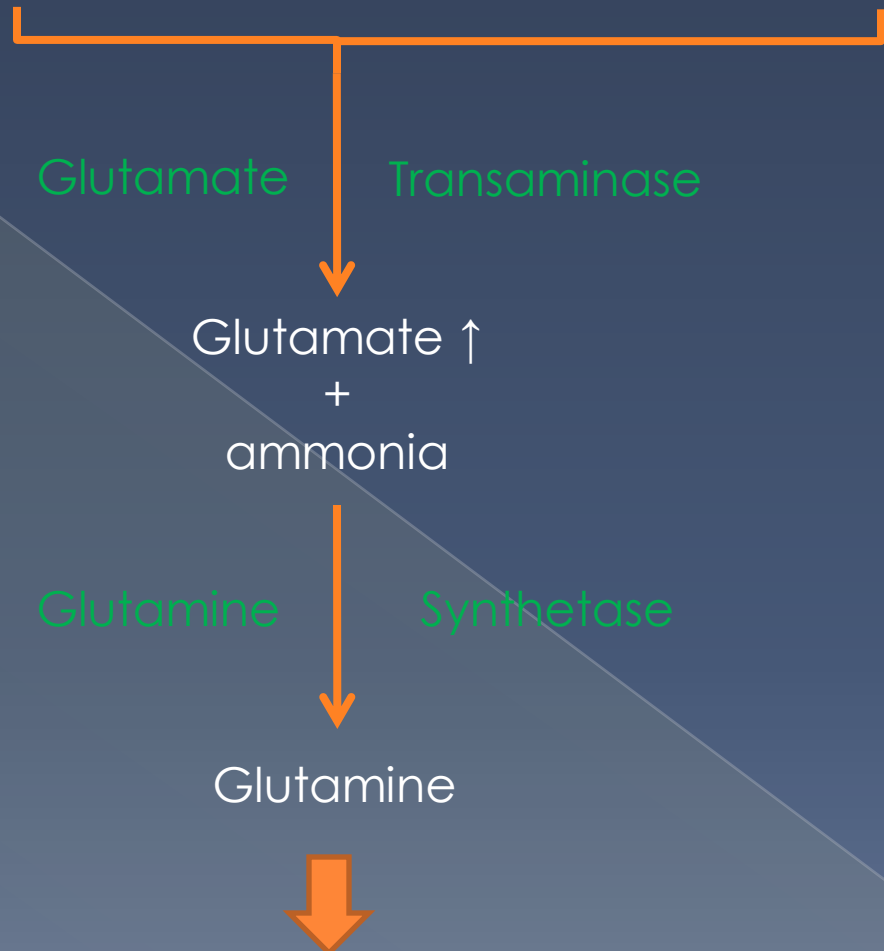 Glutamate Transaminase
Glutamate ↑
+
ammonia
Glutamine Synthetase
Glutamine